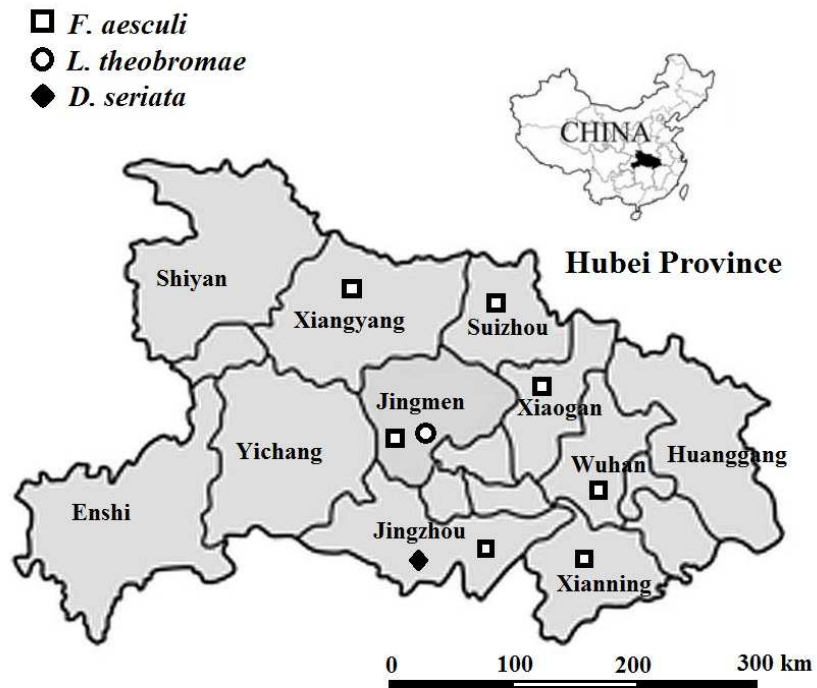 F. aesculi
L. theobromae
D. seriata
CHINA
Hubei Province
Shiyan
Xiangyang
Suizhou
Jingmen
Xiaogan
Yichang
Wuhan
Huanggang
Enshi
Jingzhou
Xianning
0 100 200 300 km